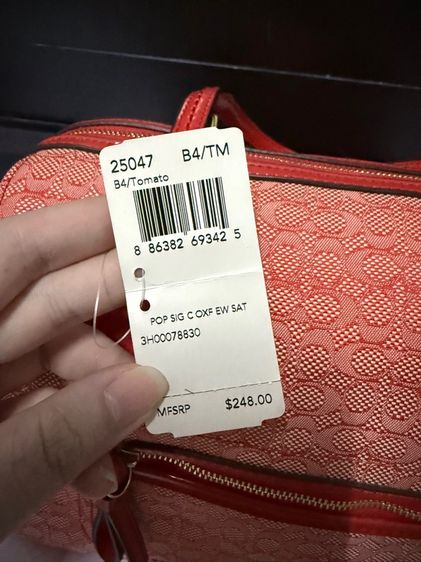 25047 B4/TM
B4/Tomato
8 86382 69342 5
POP SIG C OXF EW SAT
3H00078830
MFSRP $248.00